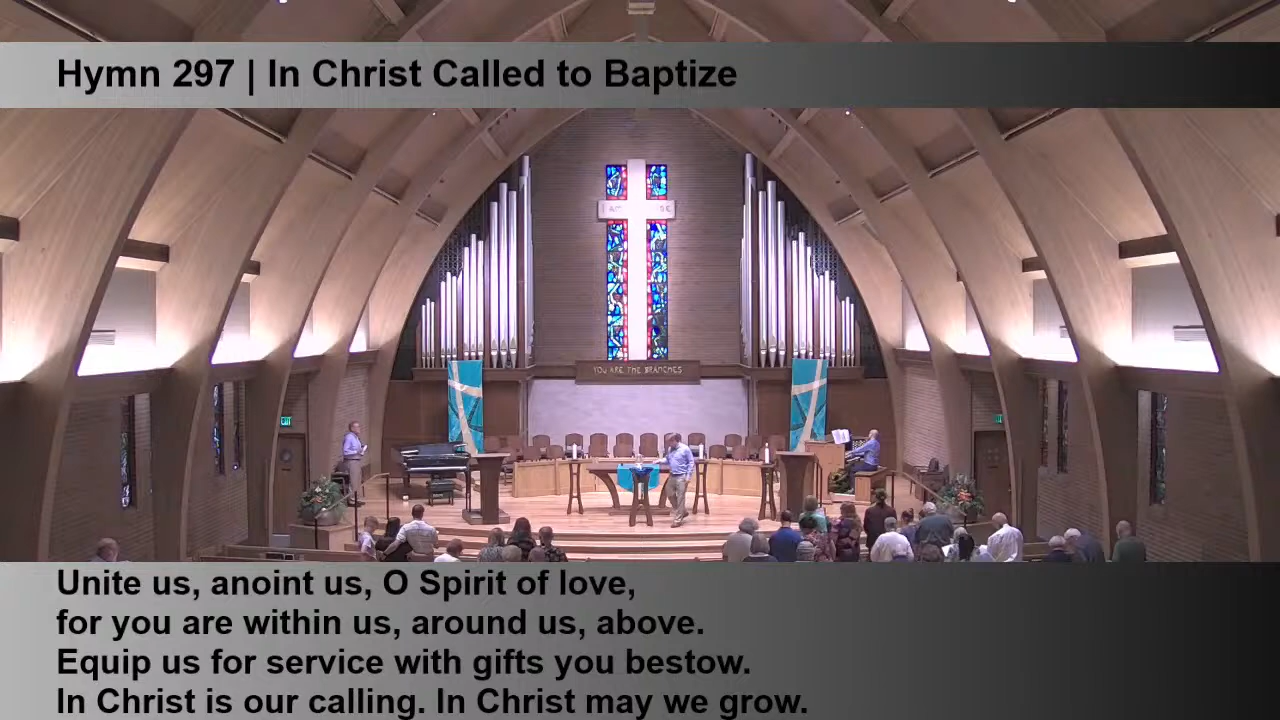 Hymn 297 | In Christ Called to Baptize
YOU ARE THE BRANCHES
Unite us, anoint us, O Spirit of love,
for you are within us, around us, above.
Equip us for service with gifts you bestow.
In Christ is our calling. In Christ may we grow.